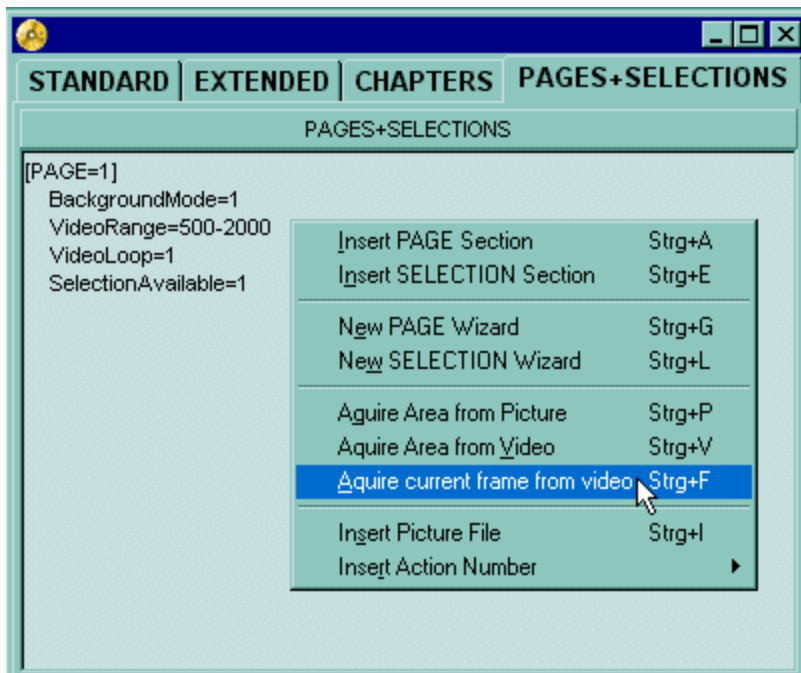 STANDARD EXTENDED CHAPTERS PAGES+SELECTIONS
PAGES+SELECTIONS
[PAGE=1]
BackgroundMode=1
VideoRange=500-2000
VideoLoop=1
SelectionAvailable=1
Insert PAGE Section Strg+A
Insert SELECTION Section Strg+E
New PAGE Wizard Strg+G
New SELECTION Wizard Strg+L
Aquire Area from Picture Strg+P
Aquire Area from Video Strg+V
Aquire current frame from video Strg+F
Insert Picture File Strg+I
Insert Action Number